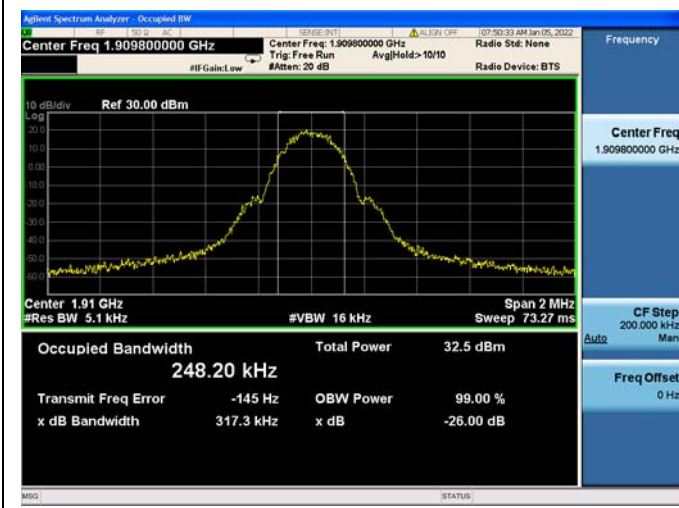 Agilent Spectrum Analyzer - Occupied BW
RF 50 Ω AC SENSE:INT ALIGN OFF 07:50:33 AM Jan 05, 2022
Center Freq 1.909800000 GHz
Center Freq: 1.909800000 GHz
Radio Std: None
Trig: Free Run Avg|Hold:>10/10
#IFGain:Low #Atten: 20 dB
Radio Device: BTS
Frequency
10 dB/div Ref 30.00 dBm
Log
20.0
10.0
0.00
-10.0
-20.0
-30.0
-40.0
-50.0
-60.0
Center 1.91 GHz Span 2 MHz
#Res BW 5.1 kHz #VBW 16 kHz Sweep 73.27 ms
Center Freq
1.909800000 GHz
CF Step
200.000 kHz
Auto Man
Freq Offset
0 Hz
Occupied Bandwidth Total Power 32.5 dBm
248.20 kHz
Transmit Freq Error -145 Hz OBW Power 99.00 %
x dB Bandwidth 317.3 kHz x dB -26.00 dB
MSG STATUS